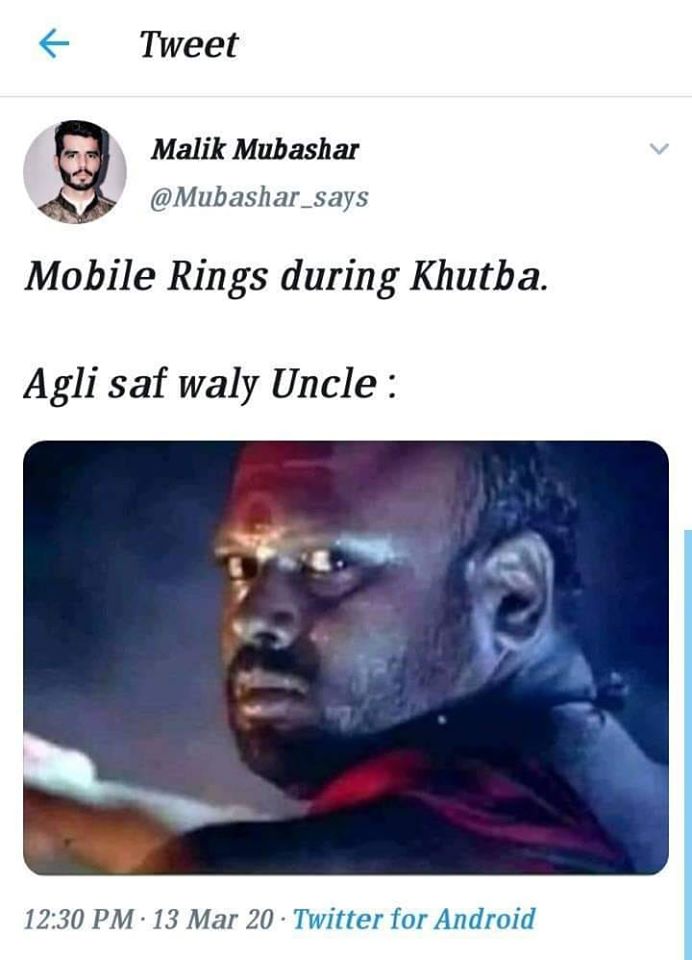 Tweet
Malik Mubashar
@Mubashar_says
Mobile Rings during Khutba.
Agli saf waly Uncle :
12:30 PM · 13 Mar 20 · Twitter for Android